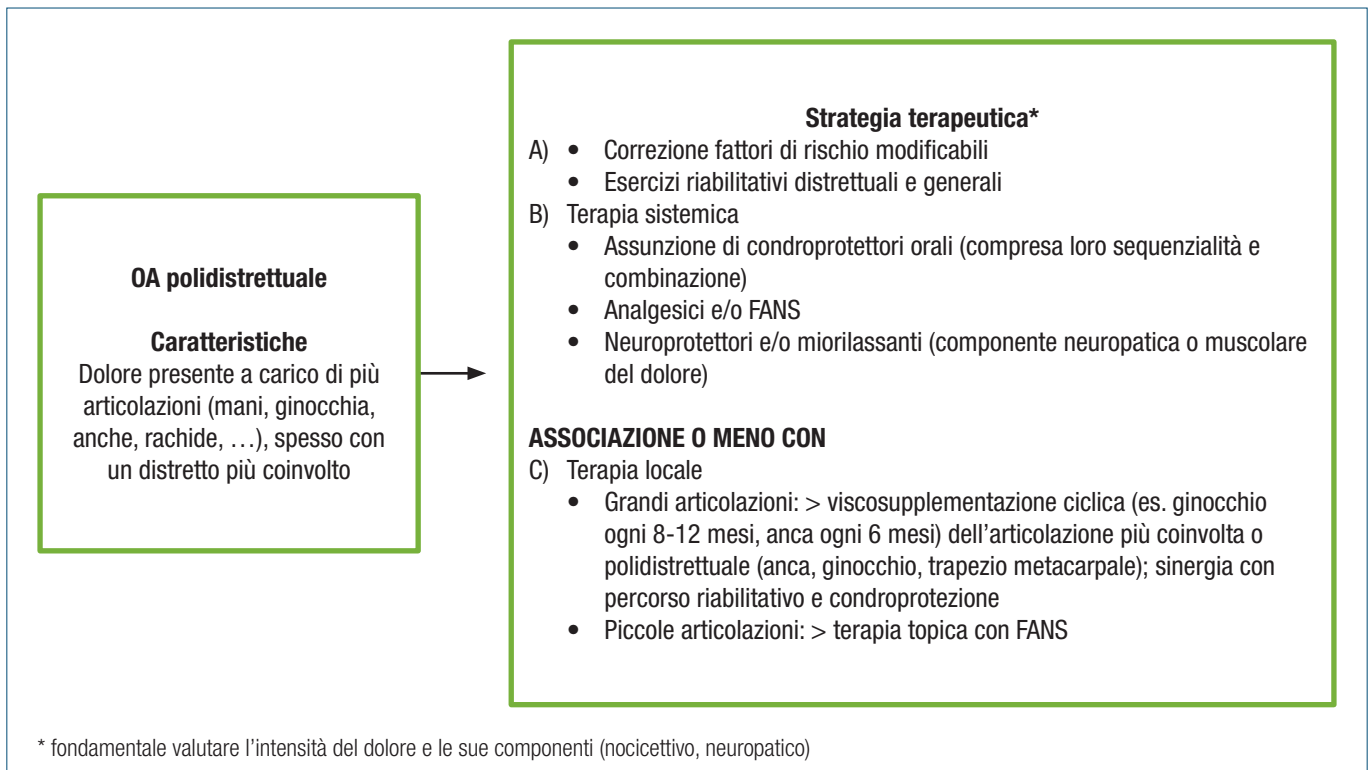 OA polidistrettuale
Caratteristiche
Dolore presente a carico di più
articolazioni (mani, ginocchia,
anche, rachide, …), spesso con
un distretto più coinvolto
Strategia terapeutica*
A) • Correzione fattori di rischio modificabili
• Esercizi riabilitativi distrettuali e generali
B) Terapia sistemica
• Assunzione di condroprotettori orali (compresa loro sequenzialità e
combinazione)
• Analgesici e/o FANS
• Neuroprotettori e/o miorilassanti (componente neuropatica o muscolare
del dolore)
ASSOCIAZIONE O MENO CON
C) Terapia locale
• Grandi articolazioni: > viscosupplementazione ciclica (es. ginocchio
ogni 8-12 mesi, anca ogni 6 mesi) dell’articolazione più coinvolta o
polidistrettuale (anca, ginocchio, trapezio metacarpale); sinergia con
percorso riabilitativo e condroprotezione
• Piccole articolazioni: > terapia topica con FANS
* fondamentale valutare l’intensità del dolore e le sue componenti (nocicettivo, neuropatico)